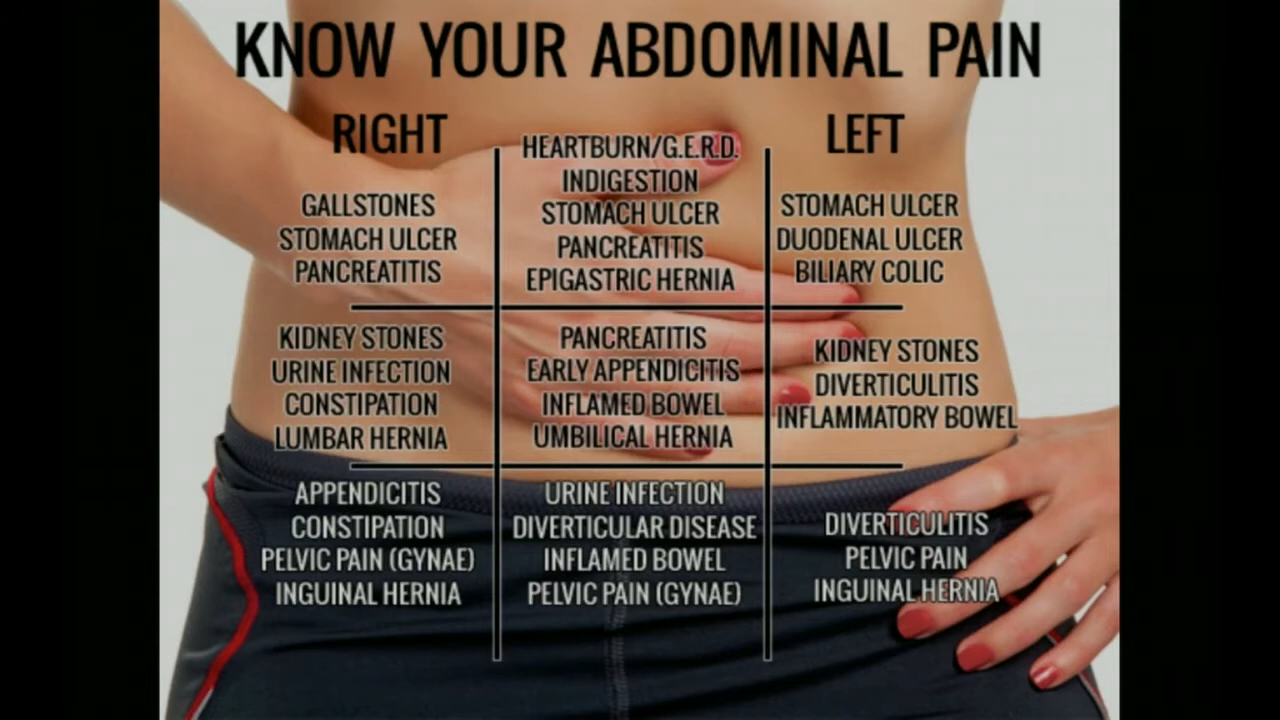 KNOW YOUR ABDOMINAL PAIN
RIGHT
LEFT
GALLSTONES
STOMACH ULCER
PANCREATITIS
HEARTBURN/G.E.R.D.
INDIGESTION
STOMACH ULCER
PANCREATITIS
EPIGASTRIC HERNIA
STOMACH ULCER
DUODENAL ULCER
BILIARY COLIC
KIDNEY STONES
URINE INFECTION
CONSTIPATION
LUMBAR HERNIA
PANCREATITIS
EARLY APPENDICITIS
INFLAMED BOWEL
UMBILICAL HERNIA
KIDNEY STONES
DIVERTICULITIS
INFLAMMATORY BOWEL
APPENDICITIS
CONSTIPATION
PELVIC PAIN (GYNAE)
INGUINAL HERNIA
URINE INFECTION
DIVERTICULAR DISEASE
INFLAMED BOWEL
PELVIC PAIN (GYNAE)
DIVERTICULITIS
PELVIC PAIN
INGUINAL HERNIA